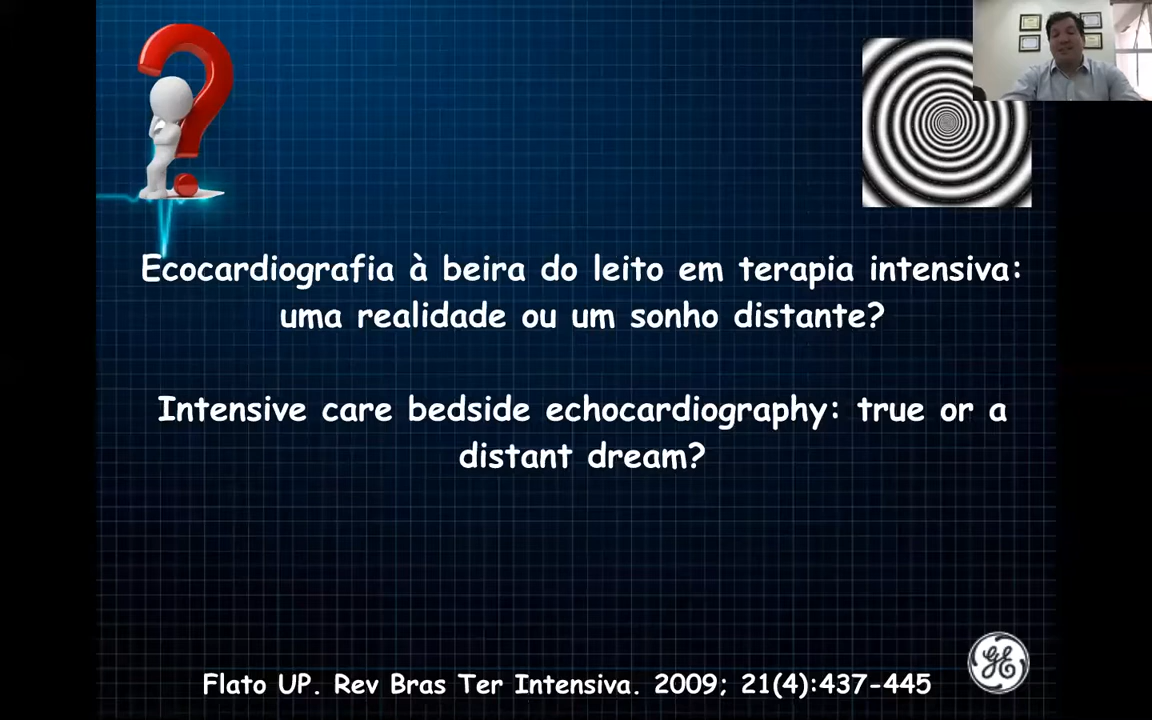 Ecocardiografia à beira do leito em terapia intensiva:
uma realidade ou um sonho distante?
Intensive care bedside echocardiography: true or a
distant dream?
Flato UP. Rev Bras Ter Intensiva. 2009; 21(4):437-445
GE